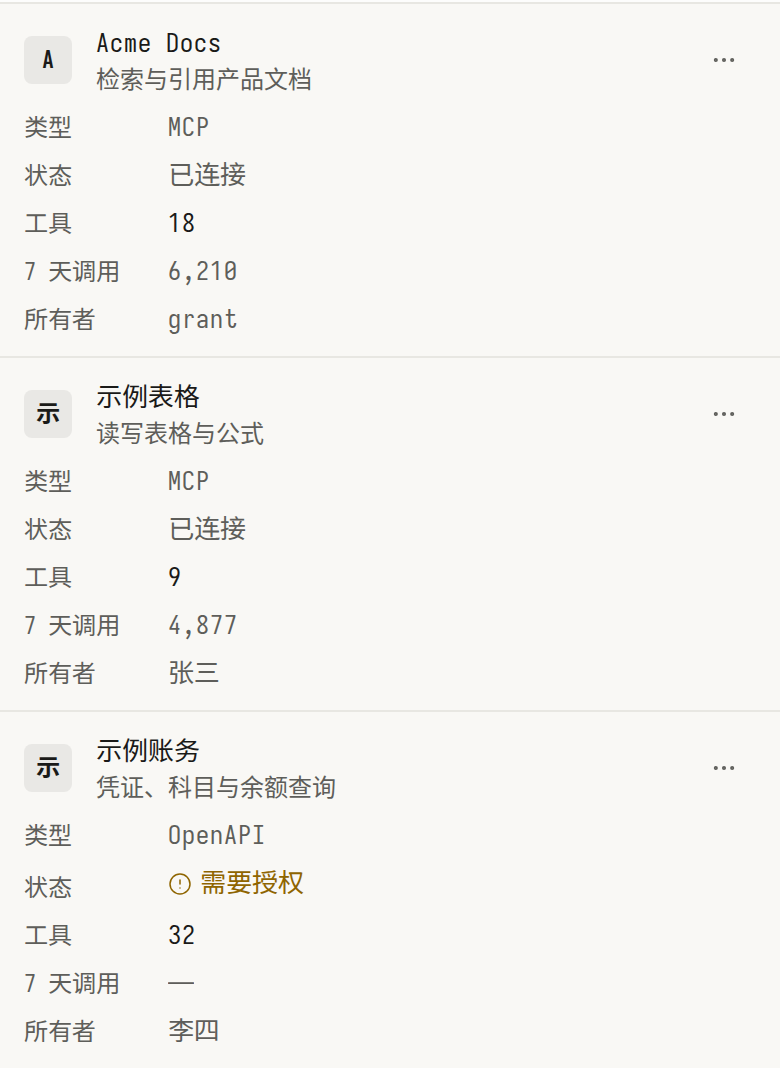 A
Acme Docs
检索与引用产品文档
类型 MCP
状态 已连接
工具 18
7 天调用 6,210
所有者 grant
示
示例表格
读写表格与公式
类型 MCP
状态 已连接
工具 9
7 天调用 4,877
所有者 张三
示
示例账务
凭证、科目与余额查询
类型 OpenAPI
状态 需要授权
工具 32
7 天调用 —
所有者 李四